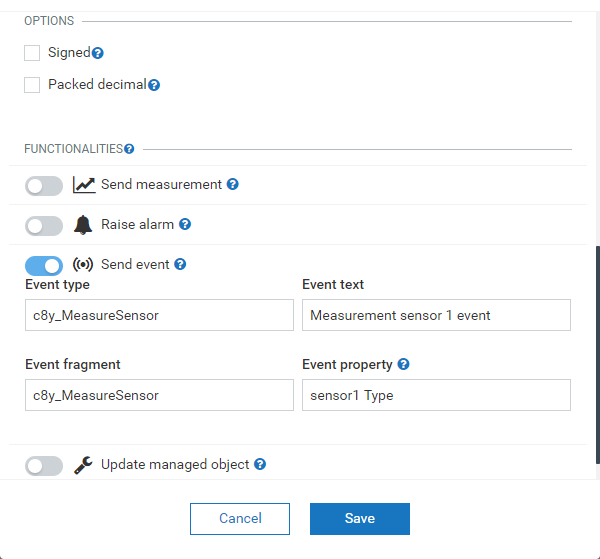 OPTIONS
Signed
Packed decimal
FUNCTIONALITIES
Send measurement
Raise alarm
Send event
Event type
Event text
c8y_MeasureSensor
Measurement sensor 1 event
Event fragment
Event property
c8y_MeasureSensor
sensor1 Type
Update managed object
Cancel
Save